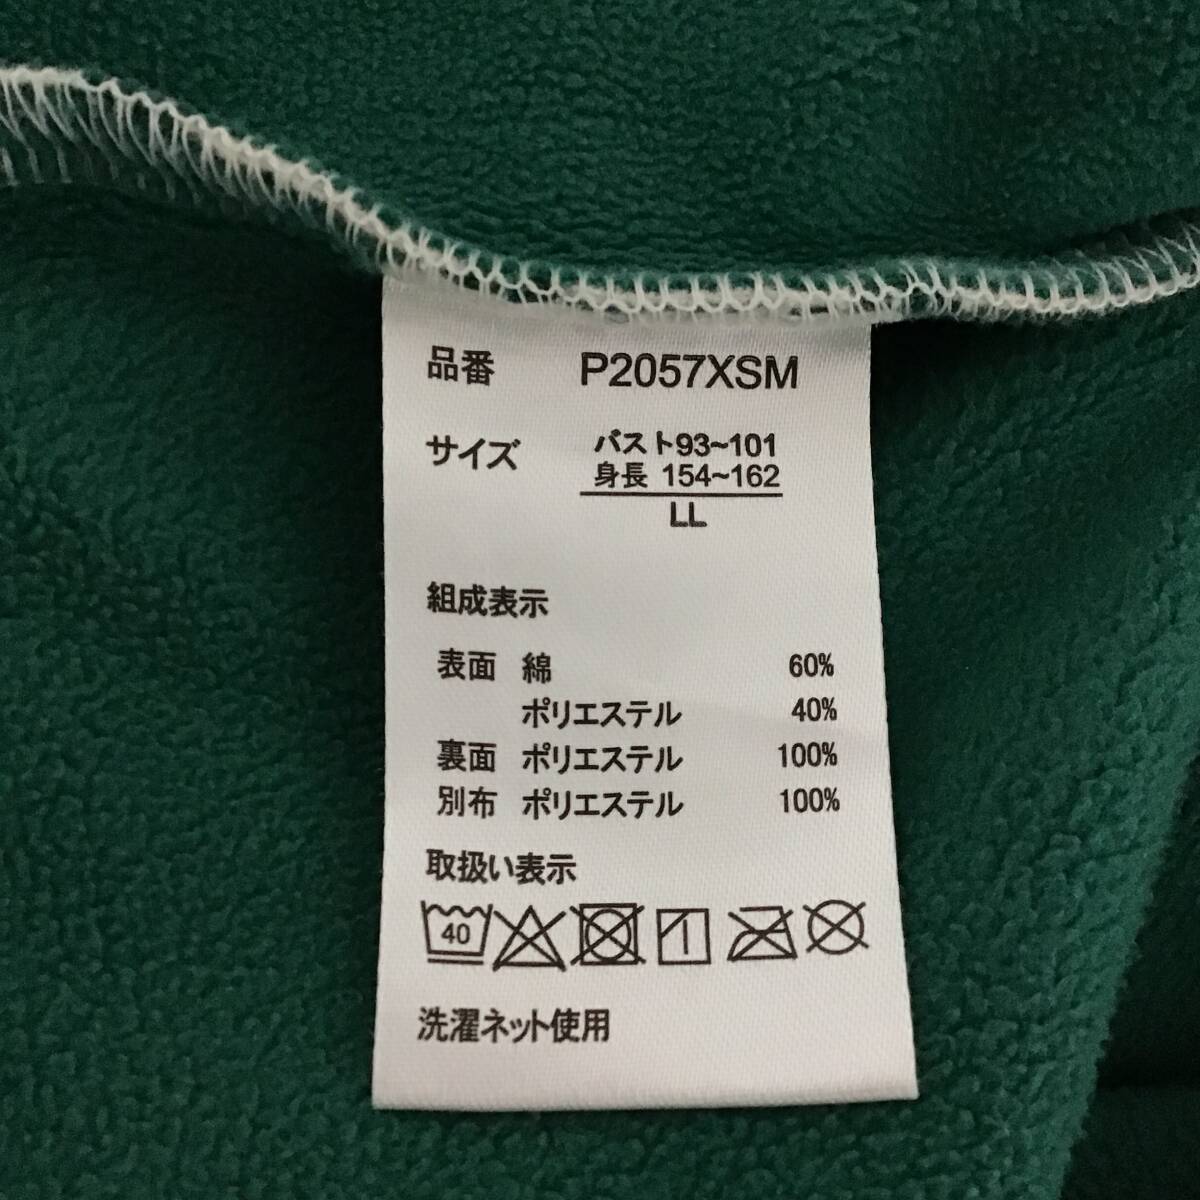 品番 P2057XSM
サイズ バスト93~101
身長 154~162
LL
組成表示
表面 綿 60%
ポリエステル 40%
裏面 ポリエステル 100%
別布 ポリエステル 100%
取扱い表示
40
洗濯ネット使用